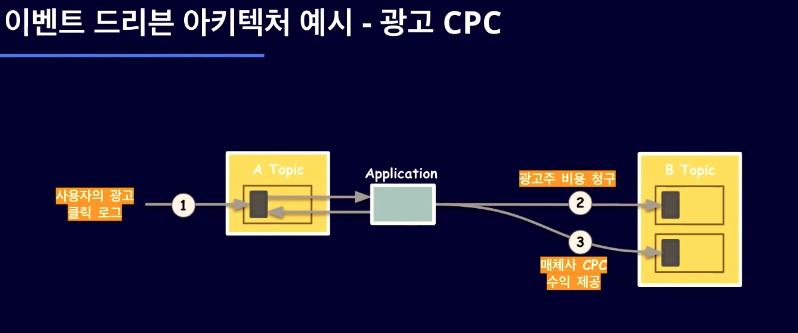 이벤트 드리븐 아키텍처 예시 - 광고 CPC
사용자의 광고
클릭 로그
1
A Topic
Application
광고주 비용 청구
2
3
매체사 CPC
수익 제공
B Topic